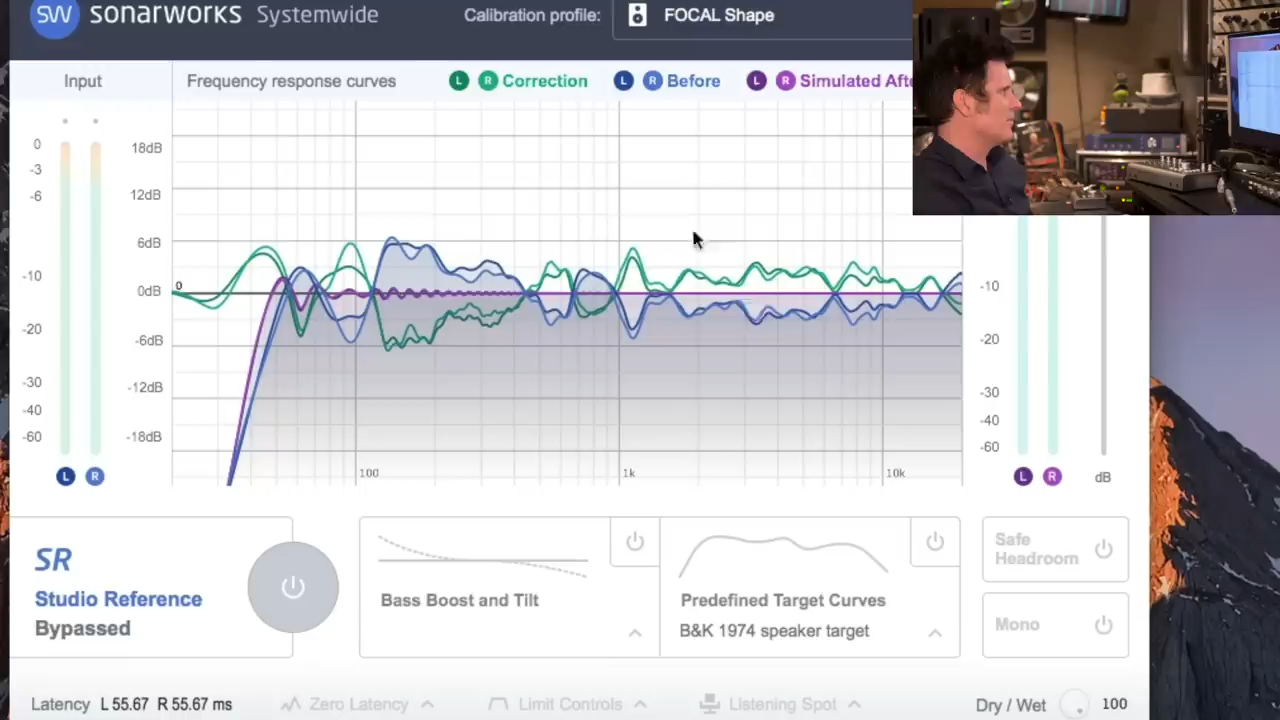 SW sonarworks Systemwide
Calibration profile: FOCAL Shape
Input
Frequency response curves
L R Correction
L R Before
L R Simulated Afte
0
-3
-6
-10
-20
-30
-40
-60
L R
18dB
12dB
6dB
0dB
-6dB
-12dB
-18dB
0
100
1k
10k
-10
-20
-30
-40
-60
L R
dB
SR
Studio Reference
Bypassed
Bass Boost and Tilt
Predefined Target Curves
B&K 1974 speaker target
Safe
Headroom
Mono
Latency L 55.67 R 55.67 ms
Zero Latency
Limit Controls
Listening Spot
Dry / Wet 100